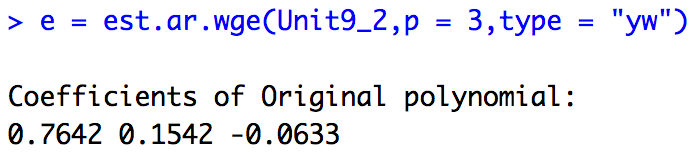 > e = est.ar.wge(Unit9_2,p = 3,type = "yw")
Coefficients of Original polynomial:
0.7642 0.1542 -0.0633